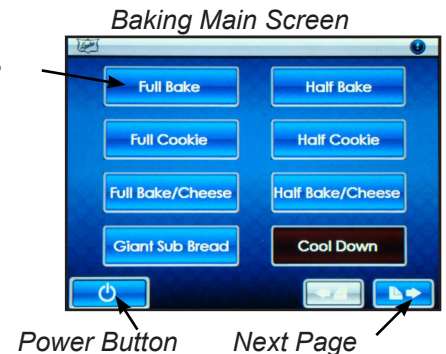 Baking Main Screen
Full Bake
Half Bake
Full Cookie
Half Cookie
Full Bake/Cheese
Half Bake/Cheese
Giant Sub Bread
Cool Down
Power Button
Next Page